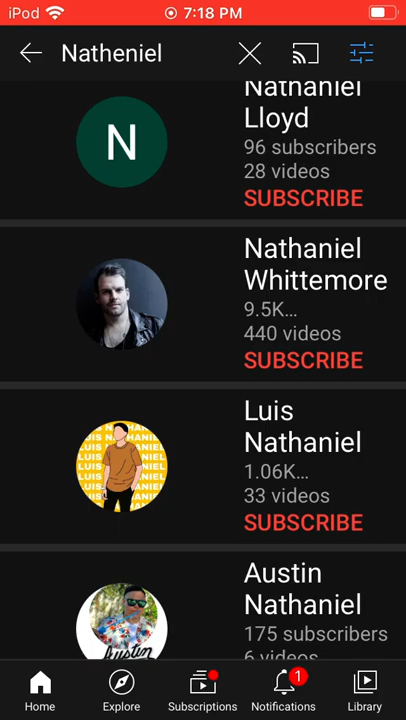 iPod 7:18 PM
Natheniel
Nathaniel
N
Lloyd
96 subscribers
28 videos
SUBSCRIBE
Nathaniel
Whittemore
9.5K…
440 videos
SUBSCRIBE
Luis
Nathaniel
1.06K…
33 videos
SUBSCRIBE
Austin
Nathaniel
175 subscribers
6 videos
Home
Explore
Subscriptions
1
Notifications
Library